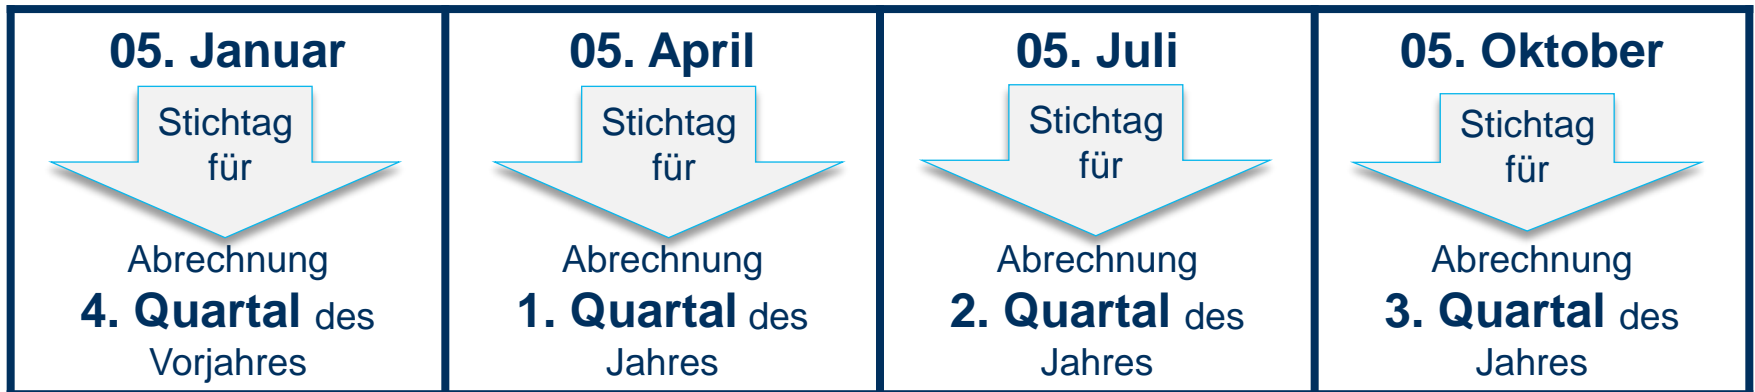 05. Januar
Stichtag
für
Abrechnung
4. Quartal des
Vorjahres
05. April
Stichtag
für
Abrechnung
1. Quartal des
Jahres
05. Juli
Stichtag
für
Abrechnung
2. Quartal des
Jahres
05. Oktober
Stichtag
für
Abrechnung
3. Quartal des
Jahres